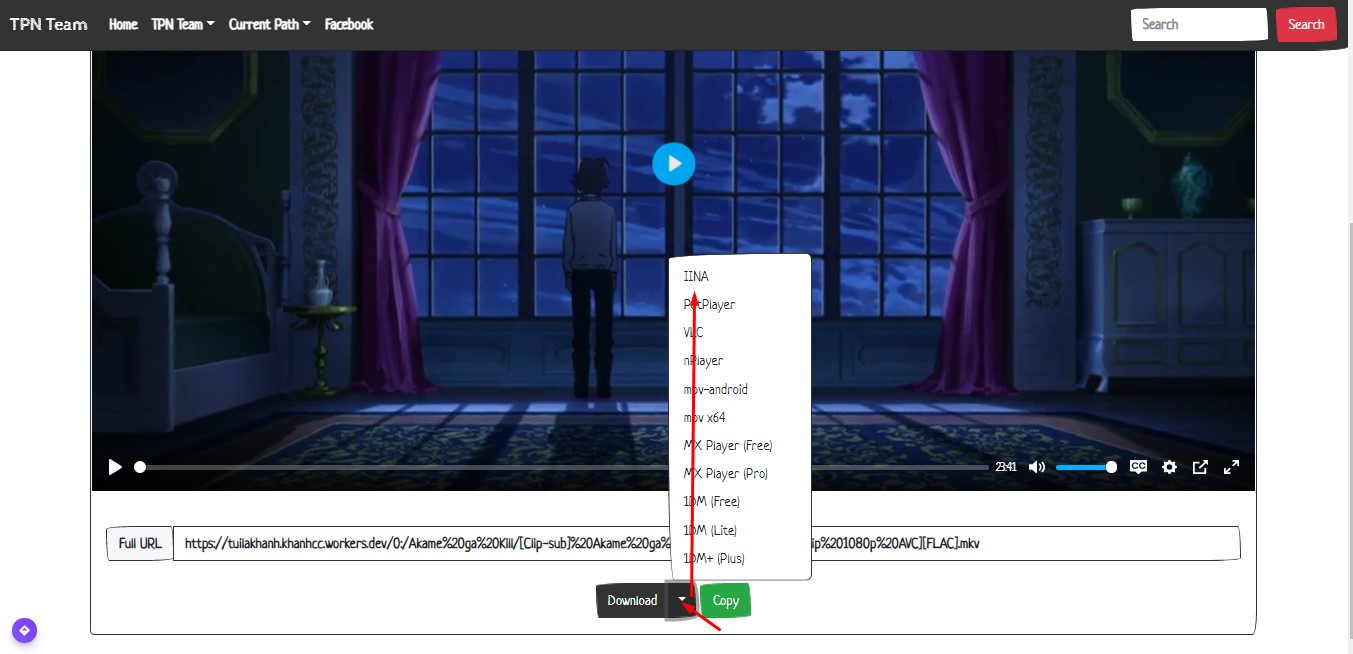 TPN Team Home TPN Team Current Path Facebook Search Search
IINA
PotPlayer
VLC
nPlayer
mpv-android
mpv x64
MX Player (Free)
MX Player (Pro)
1DM (Free)
1DM (Lite)
1DM+ (Plus)
23:41 CC
Full URL https://tuilakhanh.khanhcc.workers.dev/0:/Akame%20ga%20Kill/[Clip-sub]%20Akame%20ga% ip%201080p%20AVC][FLAC].mkv
Download Copy